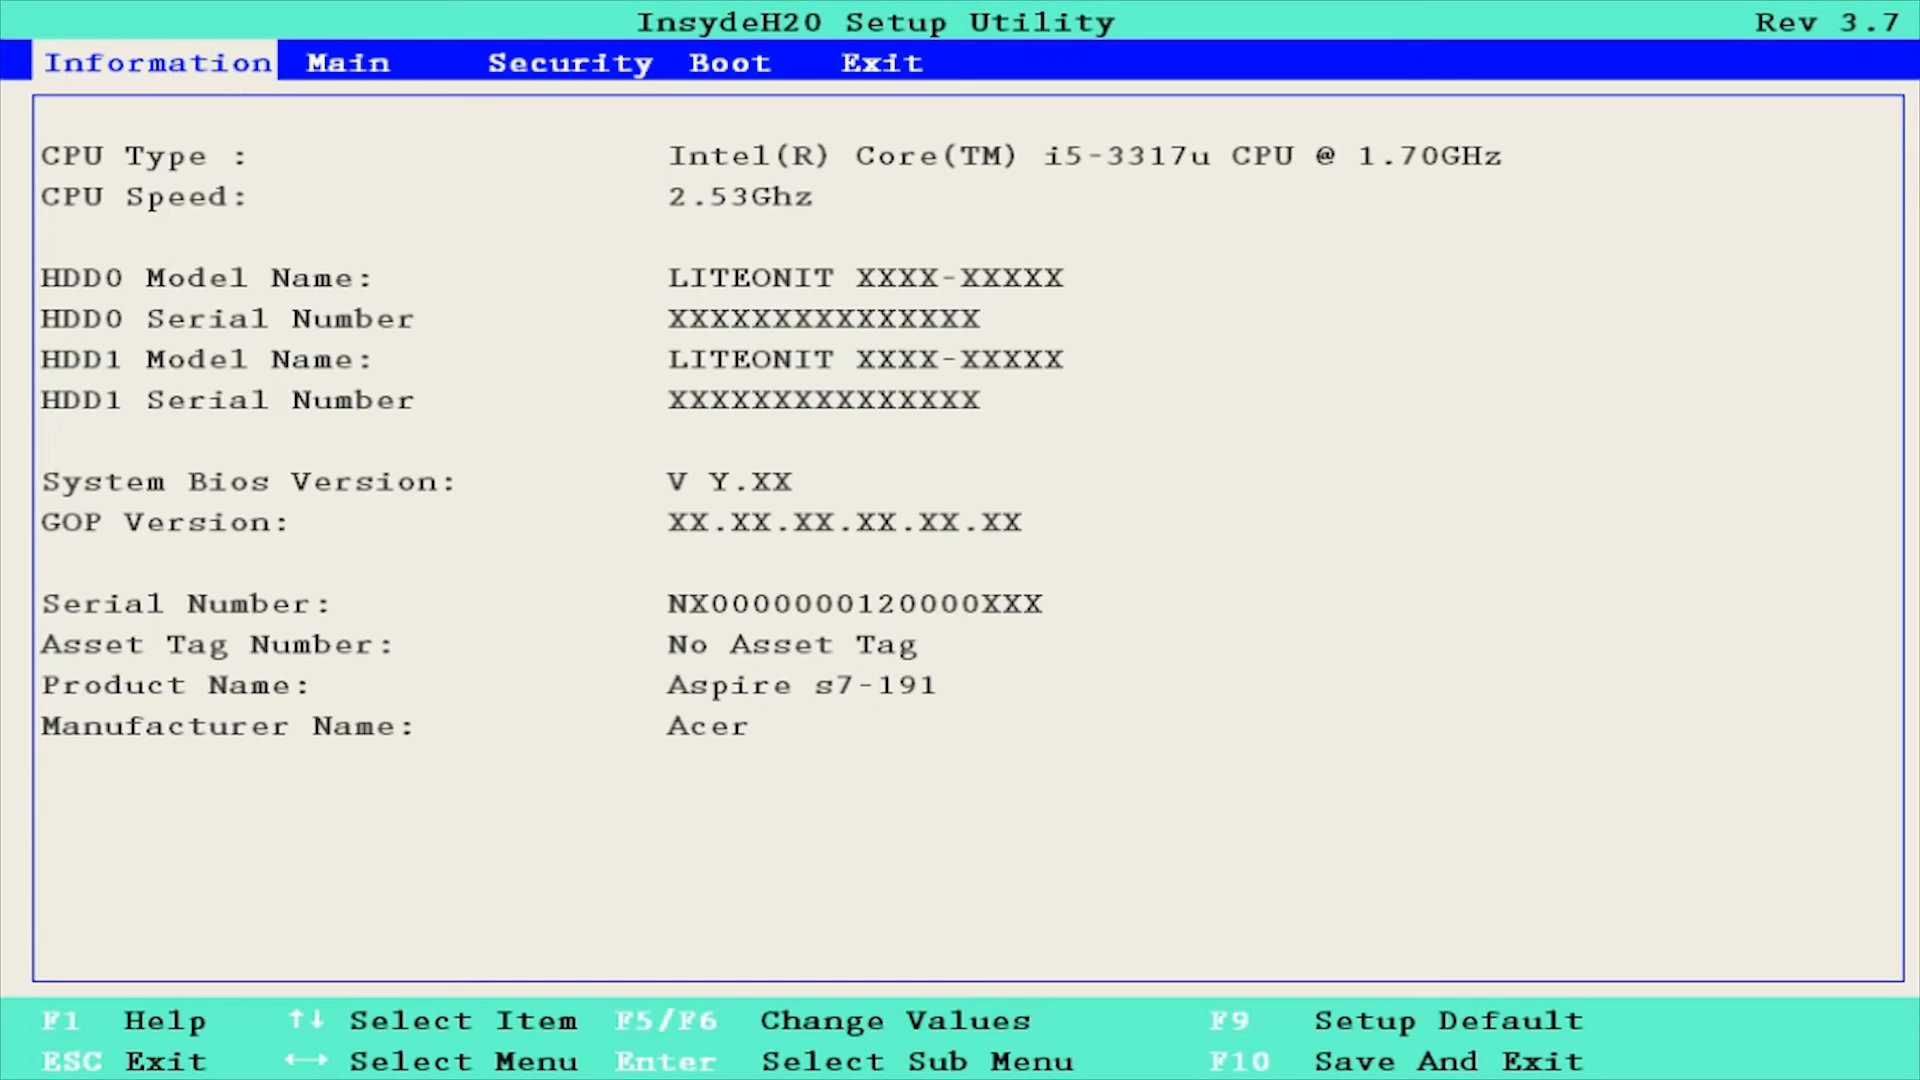 InsydeH20 Setup Utility Rev 3.7
Information Main Security Boot Exit
CPU Type : Intel(R) Core(TM) i5-3317u CPU @ 1.70GHz
CPU Speed: 2.53Ghz
HDD0 Model Name: LITEONIT XXXX-XXXXX
HDD0 Serial Number XXXXXXXXXXXXXXX
HDD1 Model Name: LITEONIT XXXX-XXXXX
HDD1 Serial Number XXXXXXXXXXXXXXX
System Bios Version: V Y.XX
GOP Version: XX.XX.XX.XX.XX.XX
Serial Number: NX0000000120000XXX
Asset Tag Number: No Asset Tag
Product Name: Aspire s7-191
Manufacturer Name: Acer
F1 Help ↑↓ Select Item F5/F6 Change Values F9 Setup Default
ESC Exit ←→ Select Menu Enter Select Sub Menu F10 Save And Exit